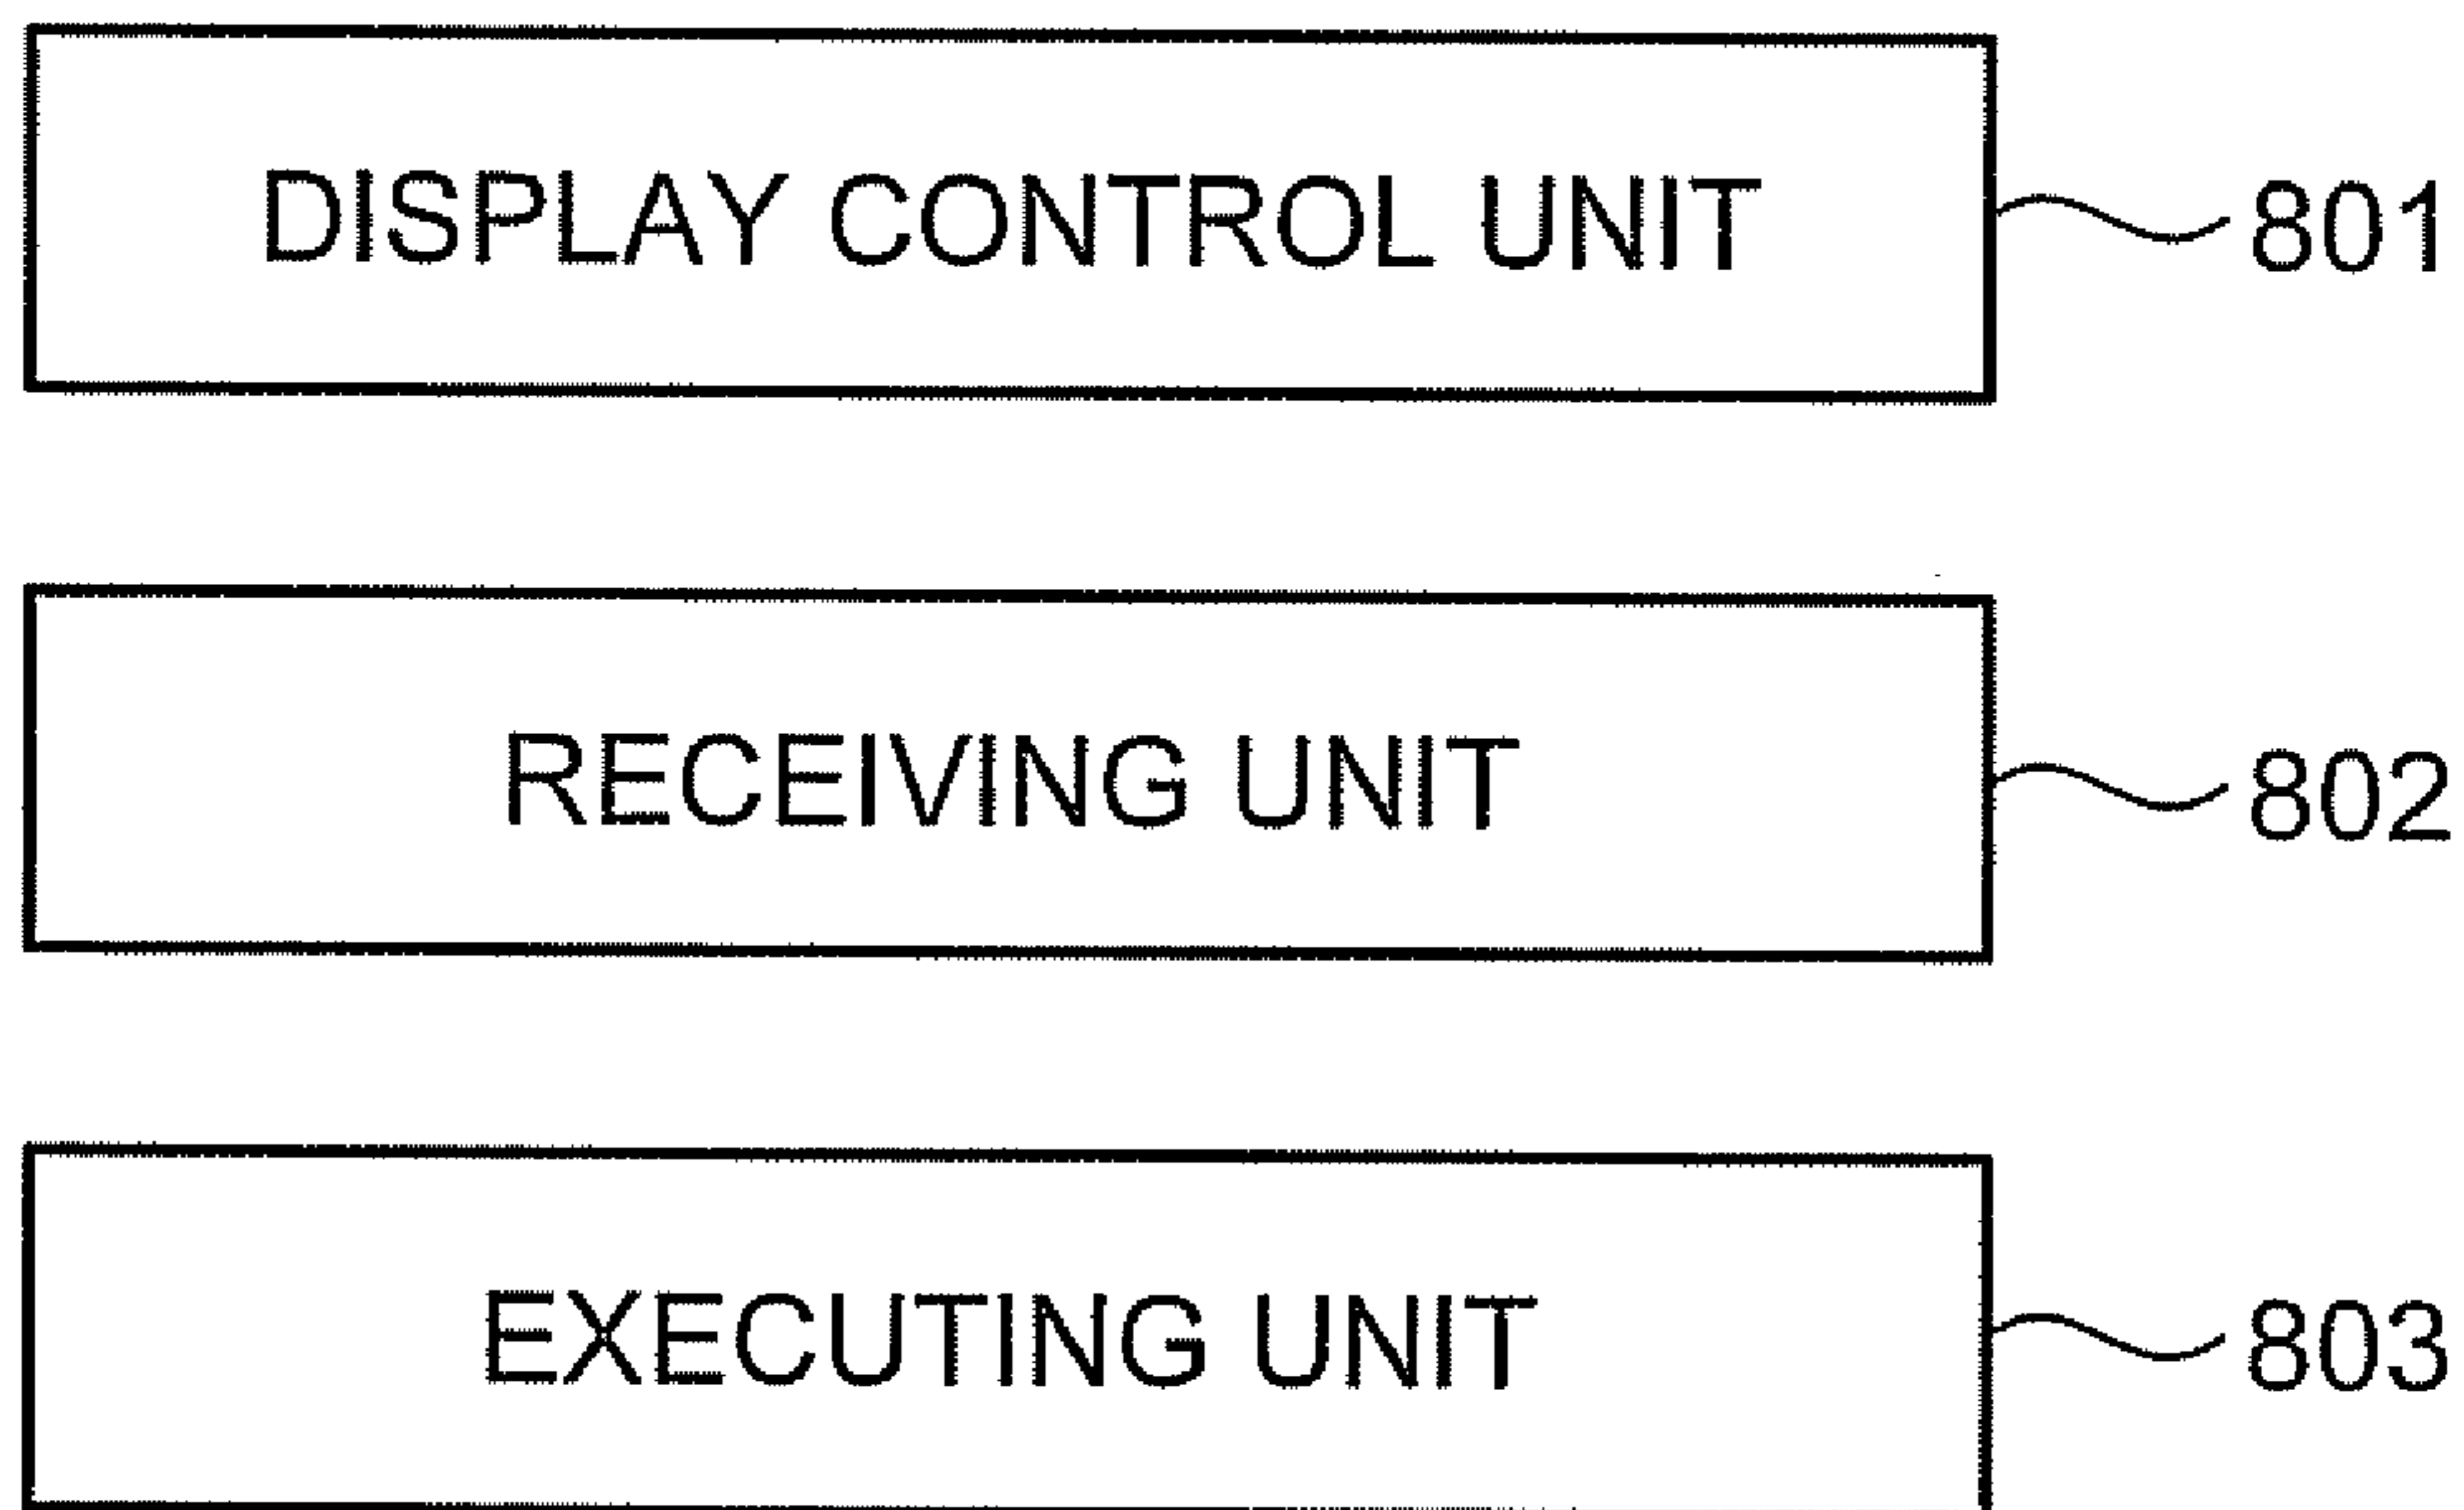 DISPLAY CONTROL UNIT 801
RECEIVING UNIT 802
EXECUTING UNIT 803